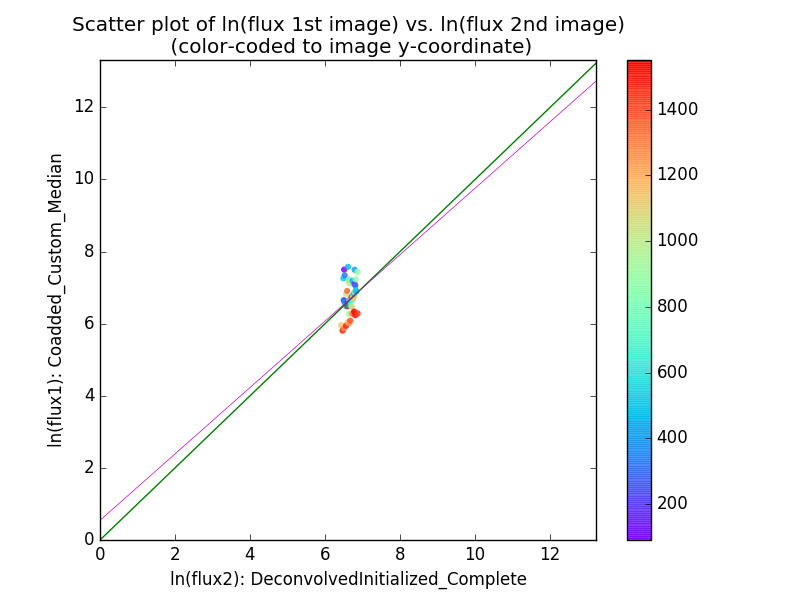 Scatter plot of ln(flux 1st image) vs. ln(flux 2nd image)
(color-coded to image y-coordinate)
ln(flux1): Coadded_Custom_Median
12
10
8
6
4
2
0
0 2 4 6 8 10 12
ln(flux2): DeconvolvedInitialized_Complete
1400
1200
1000
800
600
400
200